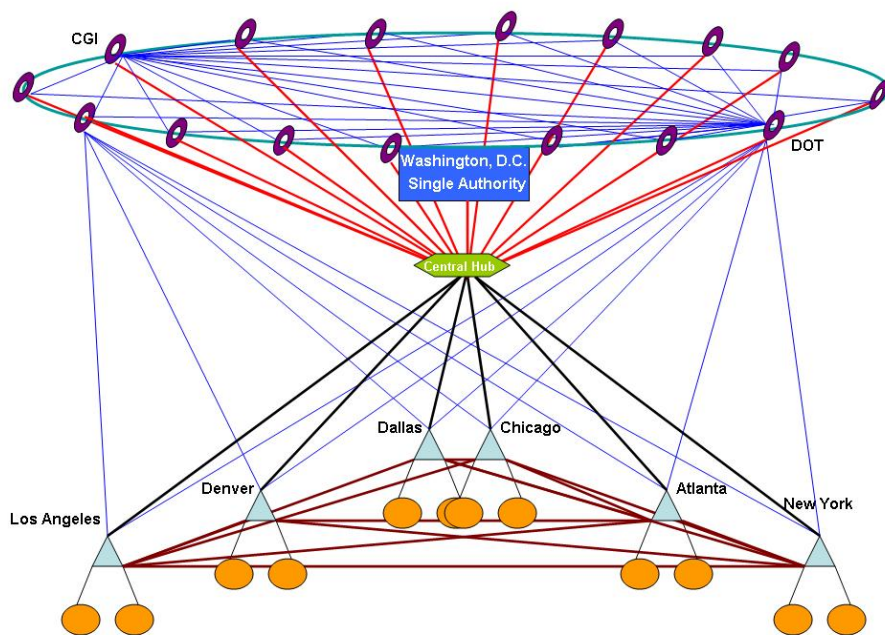 CGI
DOT
Washington, D.C.
Single Authority
Central Hub
Dallas
Chicago
Denver
Atlanta
Los Angeles
New York